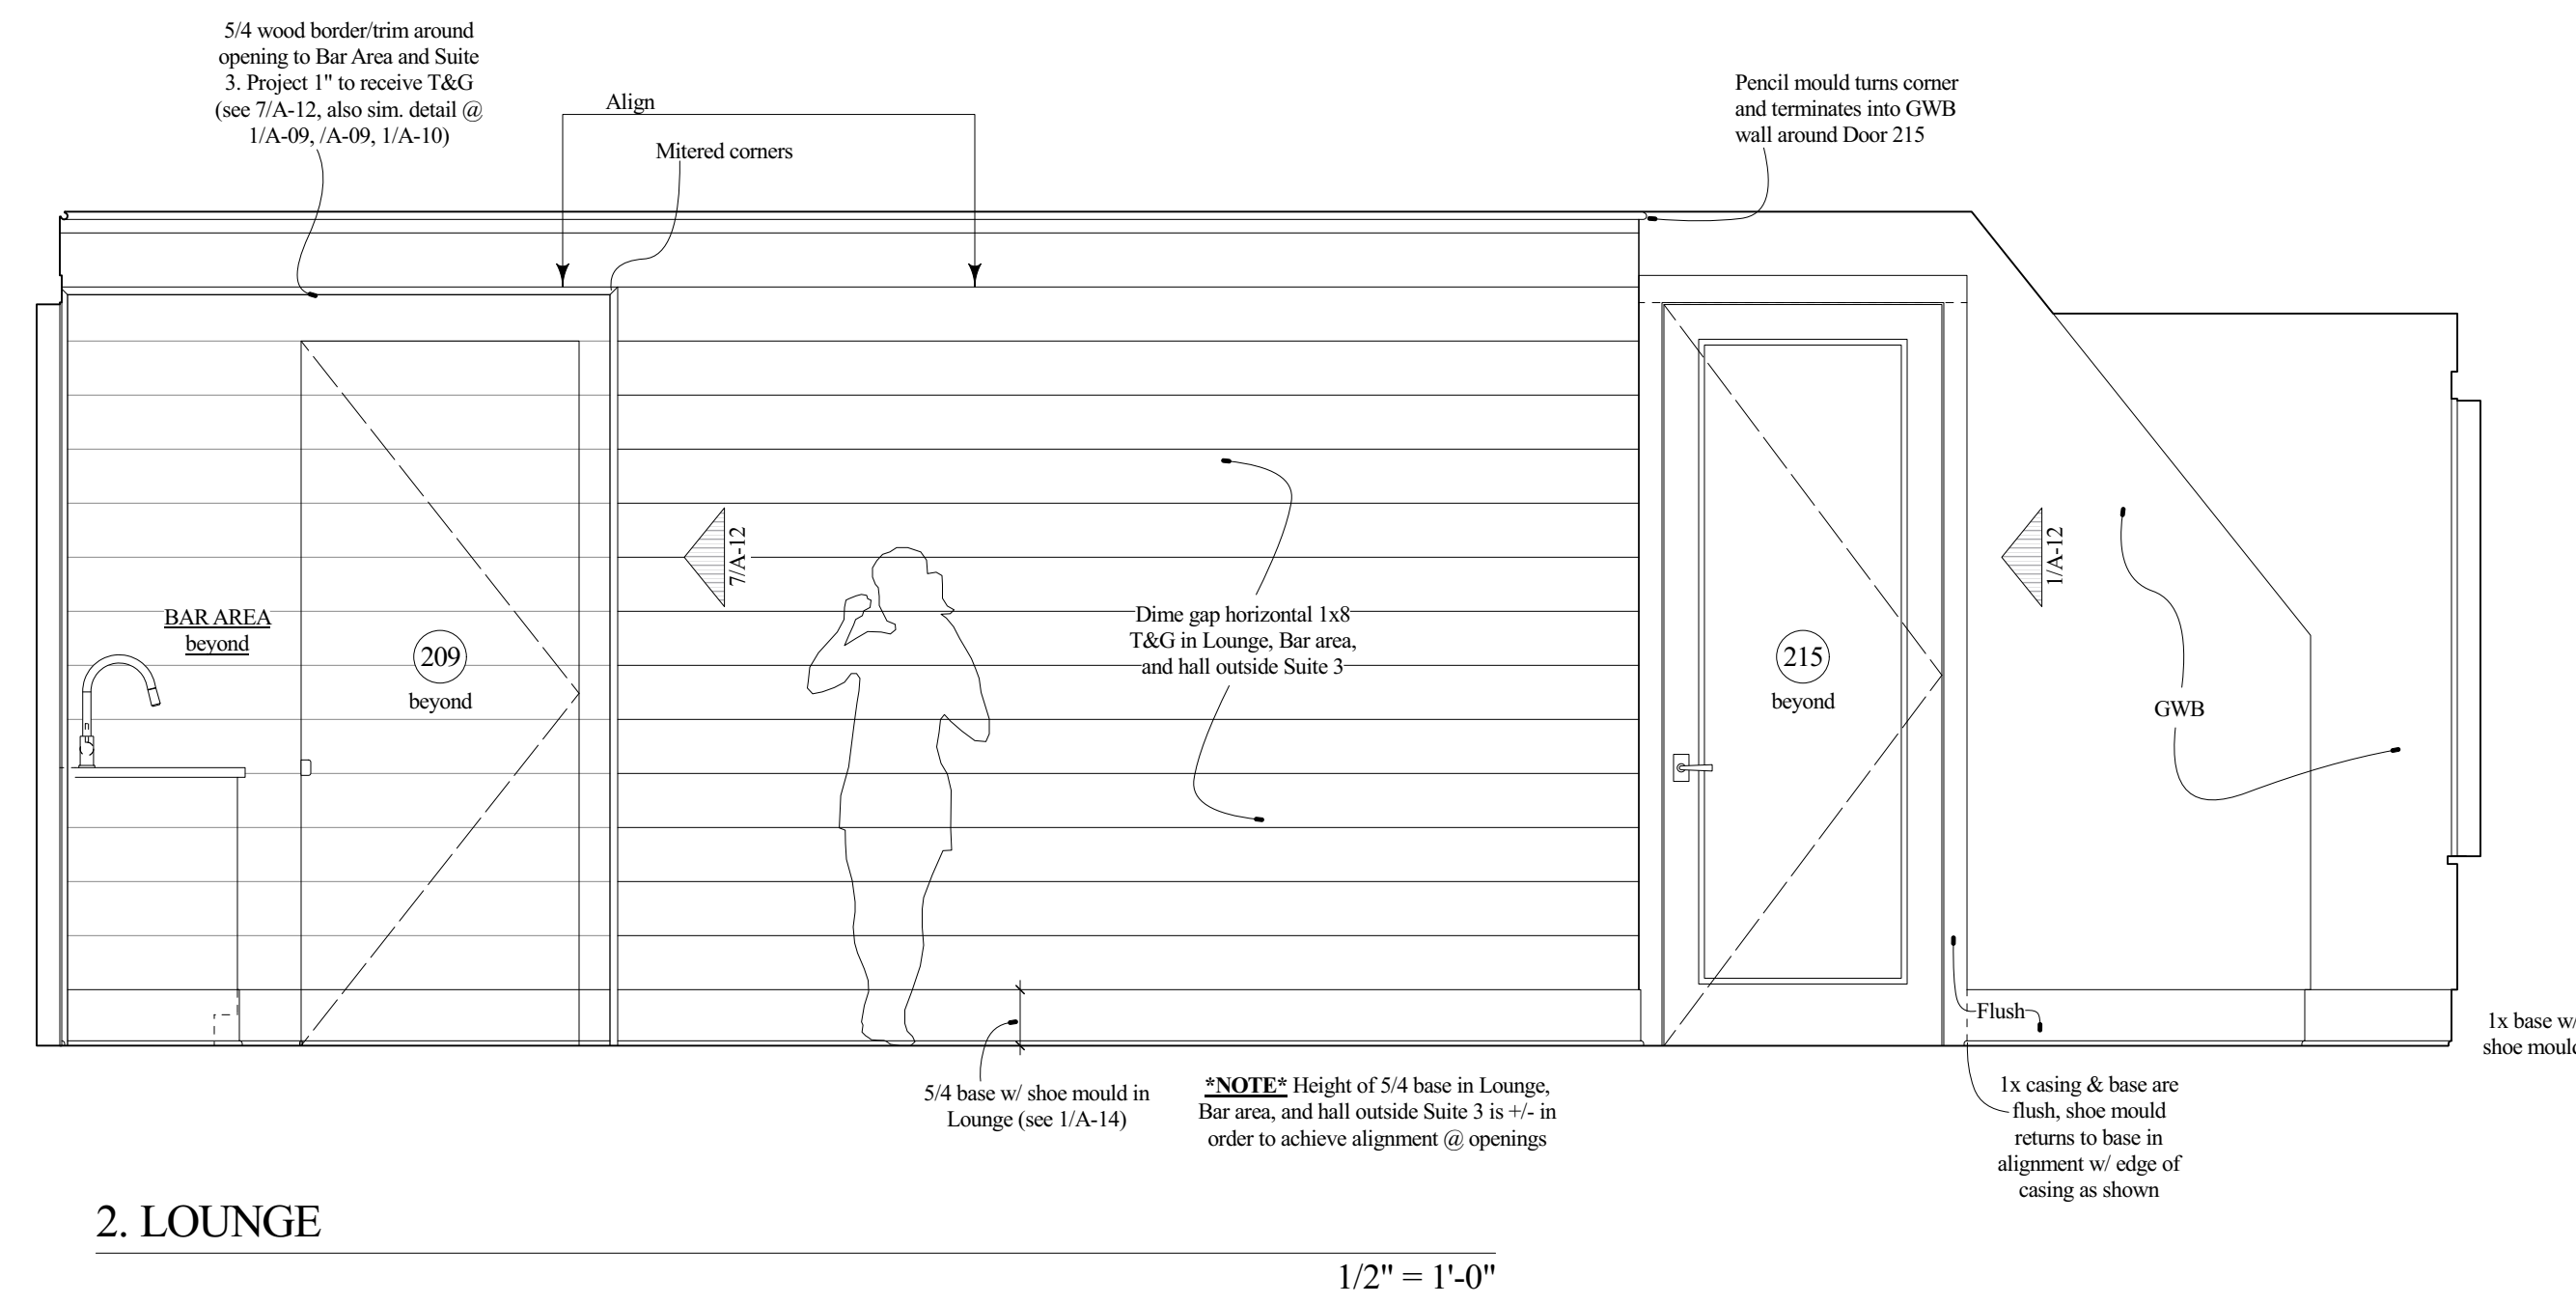 5/4 wood border/trim around
opening to Bar Area and Suite
3. Project 1" to receive T&G
(see 7/A-12, also sim. detail @
1/A-09, /A-09, 1/A-10)
Align
Mitered corners
Pencil mould turns corner
and terminates into GWB
wall around Door 215
7/A-12
1/A-12
BAR AREA
beyond
209
beyond
Dime gap horizontal 1x8
T&G in Lounge, Bar area,
and hall outside Suite 3
215
beyond
GWB
Flush
1x base w/
shoe mould
5/4 base w/ shoe mould in
Lounge (see 1/A-14)
*NOTE* Height of 5/4 base in Lounge,
Bar area, and hall outside Suite 3 is +/- in
order to achieve alignment @ openings
1x casing & base are
flush, shoe mould
returns to base in
alignment w/ edge of
casing as shown
2. LOUNGE
1/2" = 1'-0"